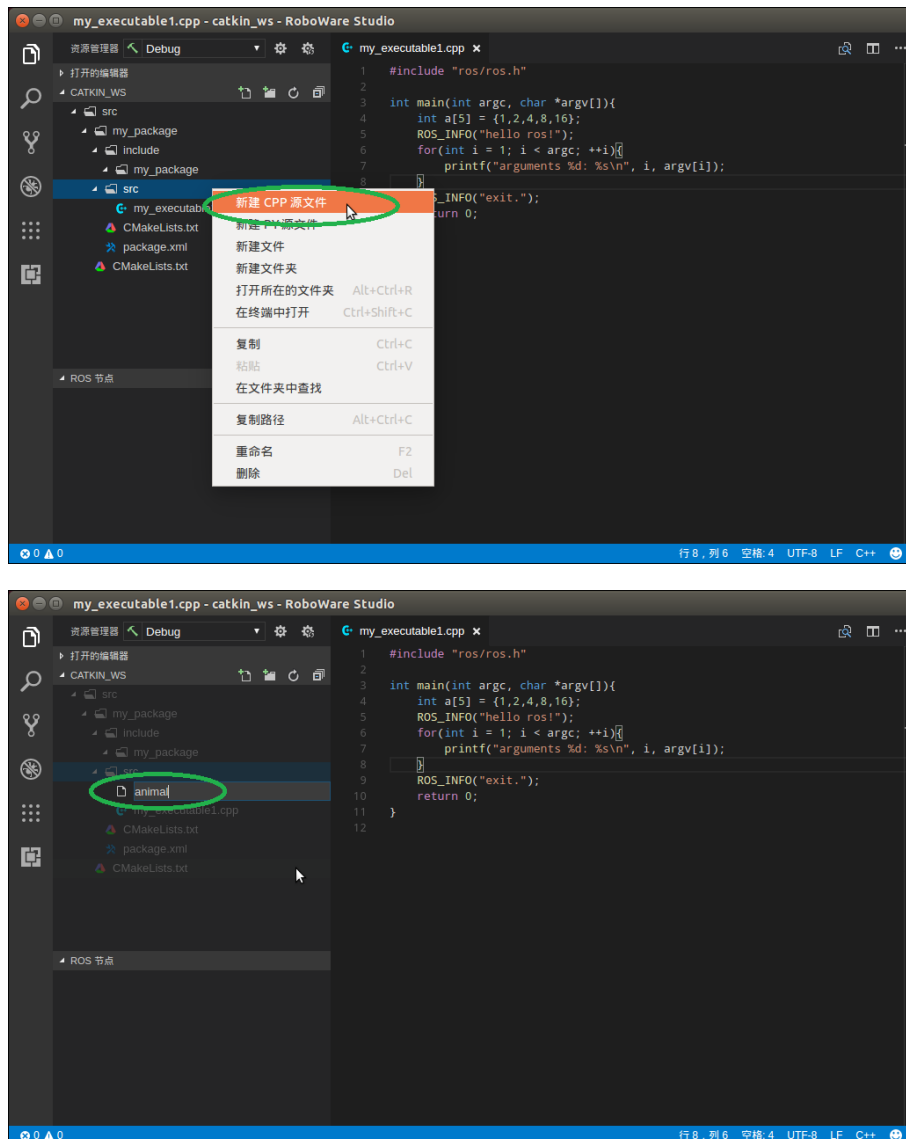 my_executable1.cpp - catkin_ws - RoboWare Studio
资源管理器 Debug
my_executable1.cpp
打开的编辑器
CATKIN_WS
src
my_package
include
my_package
src
my_executabl
CMakeLists.txt
package.xml
CMakeLists.txt
ROS 节点
1 #include "ros/ros.h"
2
3 int main(int argc, char *argv[]){
4 int a[5] = {1,2,4,8,16};
5 ROS_INFO("hello ros!");
6 for(int i = 1; i < argc; ++i){
7 printf("arguments %d: %s\n", i, argv[i]);
8 }
S_INFO("exit.");
urn 0;
新建 CPP 源文件
新建 PY 源文件
新建文件
新建文件夹
打开所在的文件夹 Alt+Ctrl+R
在终端中打开 Ctrl+Shift+C
复制 Ctrl+C
粘贴 Ctrl+V
在文件夹中查找
复制路径 Alt+Ctrl+C
重命名 F2
删除 Del
0 0
行 8，列 6 空格: 4 UTF-8 LF C++
my_executable1.cpp - catkin_ws - RoboWare Studio
资源管理器 Debug
my_executable1.cpp
打开的编辑器
CATKIN_WS
src
my_package
include
my_package
src
animal
my_executable1.cpp
CMakeLists.txt
package.xml
CMakeLists.txt
ROS 节点
1 #include "ros/ros.h"
2
3 int main(int argc, char *argv[]){
4 int a[5] = {1,2,4,8,16};
5 ROS_INFO("hello ros!");
6 for(int i = 1; i < argc; ++i){
7 printf("arguments %d: %s\n", i, argv[i]);
8 }
9 ROS_INFO("exit.");
10 return 0;
11 }
12
0 0
行 8，列 6 空格: 4 UTF-8 LF C++